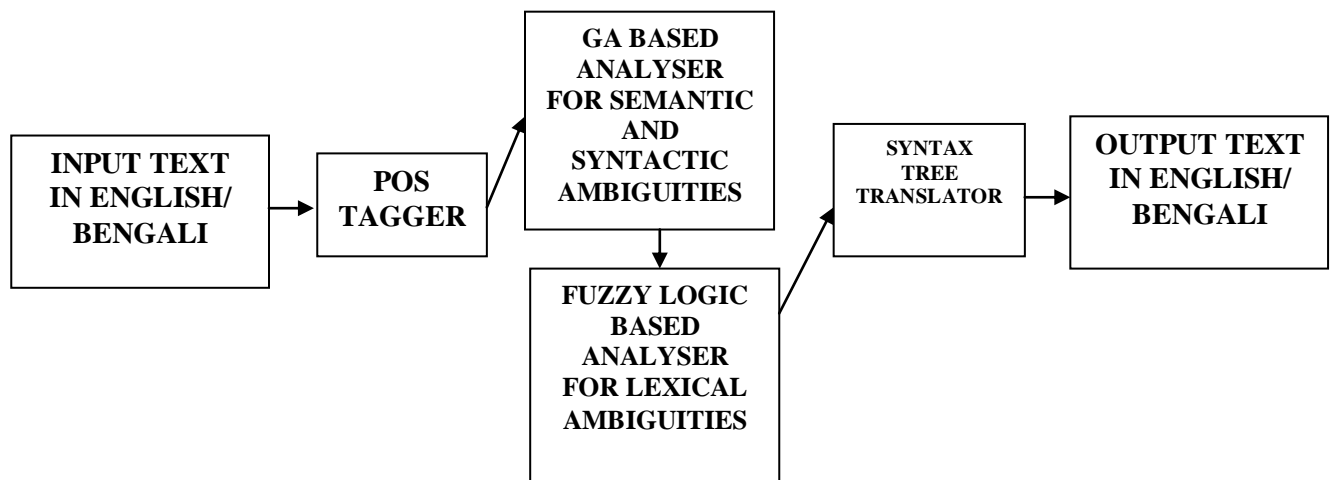 INPUT TEXT
IN ENGLISH/
BENGALI
POS
TAGGER
GA BASED
ANALYSER
FOR SEMANTIC
AND
SYNTACTIC
AMBIGUITIES
FUZZY LOGIC
BASED
ANALYSER
FOR LEXICAL
AMBIGUITIES
SYNTAX
TREE
TRANSLATOR
OUTPUT TEXT
IN ENGLISH/
BENGALI